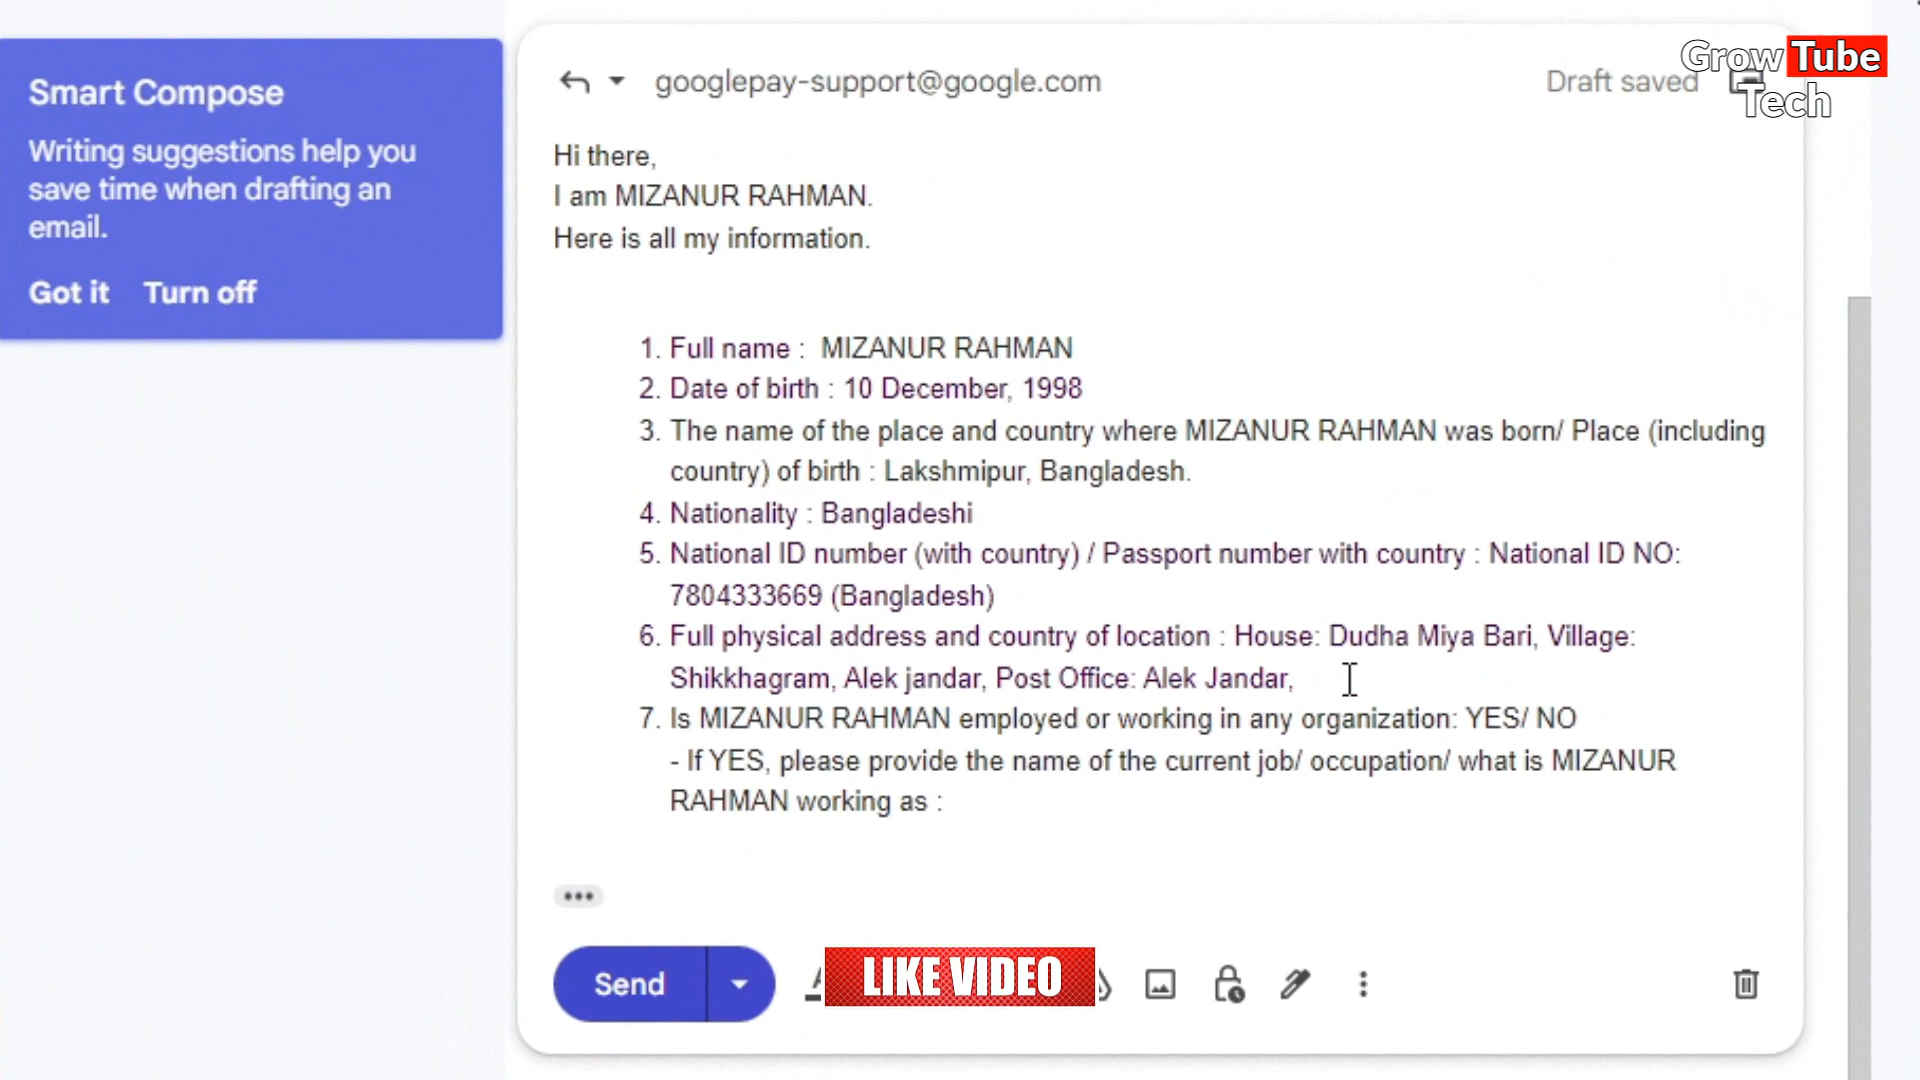 Smart Compose
Writing suggestions help you
save time when drafting an
email.
Got it Turn off
googlepay-support@google.com
Draft saved
Grow Tube
Tech
Hi there,
I am MIZANUR RAHMAN.
Here is all my information.
1. Full name : MIZANUR RAHMAN
2. Date of birth : 10 December, 1998
3. The name of the place and country where MIZANUR RAHMAN was born/ Place (including
country) of birth : Lakshmipur, Bangladesh.
4. Nationality : Bangladeshi
5. National ID number (with country) / Passport number with country : National ID NO:
7804333669 (Bangladesh)
6. Full physical address and country of location : House: Dudha Miya Bari, Village:
Shikkhagram, Alek jandar, Post Office: Alek Jandar,
7. Is MIZANUR RAHMAN employed or working in any organization: YES/ NO
- If YES, please provide the name of the current job/ occupation/ what is MIZANUR
RAHMAN working as :
Send
LIKE VIDEO